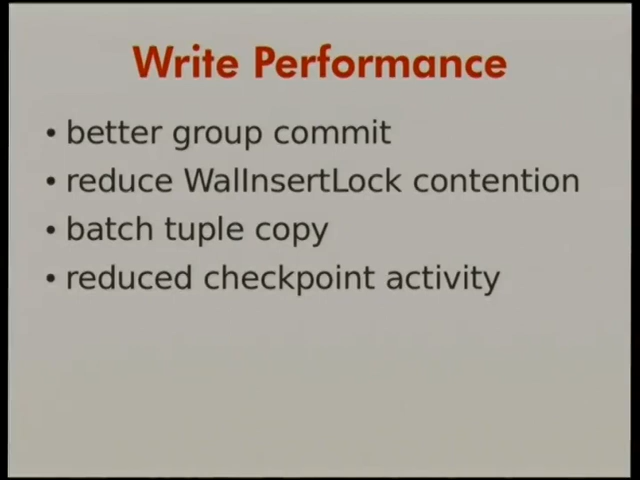 Write Performance
• better group commit
• reduce WalInsertLock contention
• batch tuple copy
• reduced checkpoint activity